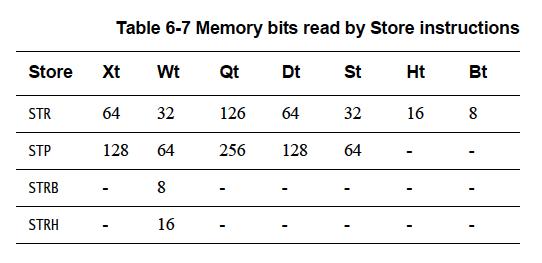 Table 6-7 Memory bits read by Store instructions
Store Xt Wt Qt Dt St Ht Bt
STR 64 32 126 64 32 16 8
STP 128 64 256 128 64 - -
STRB - 8 - - - - -
STRH - 16 - - - - -